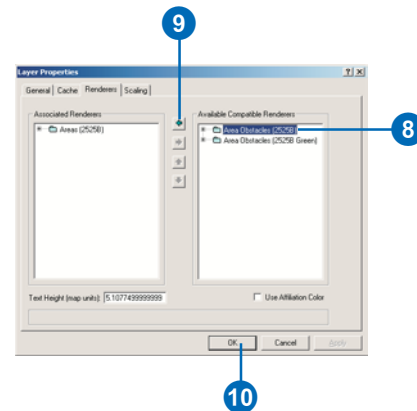 9
Layer Properties
General Cache Renderers Scaling
Associated Renderers
Areas (2525B)
Available Compatible Renderers
Area Obstacles (2525B)
Area Obstacles (2525B Green)
8
Text Height (map units): 5.1077499999999
Use Affiliation Color
OK Cancel Apply
10